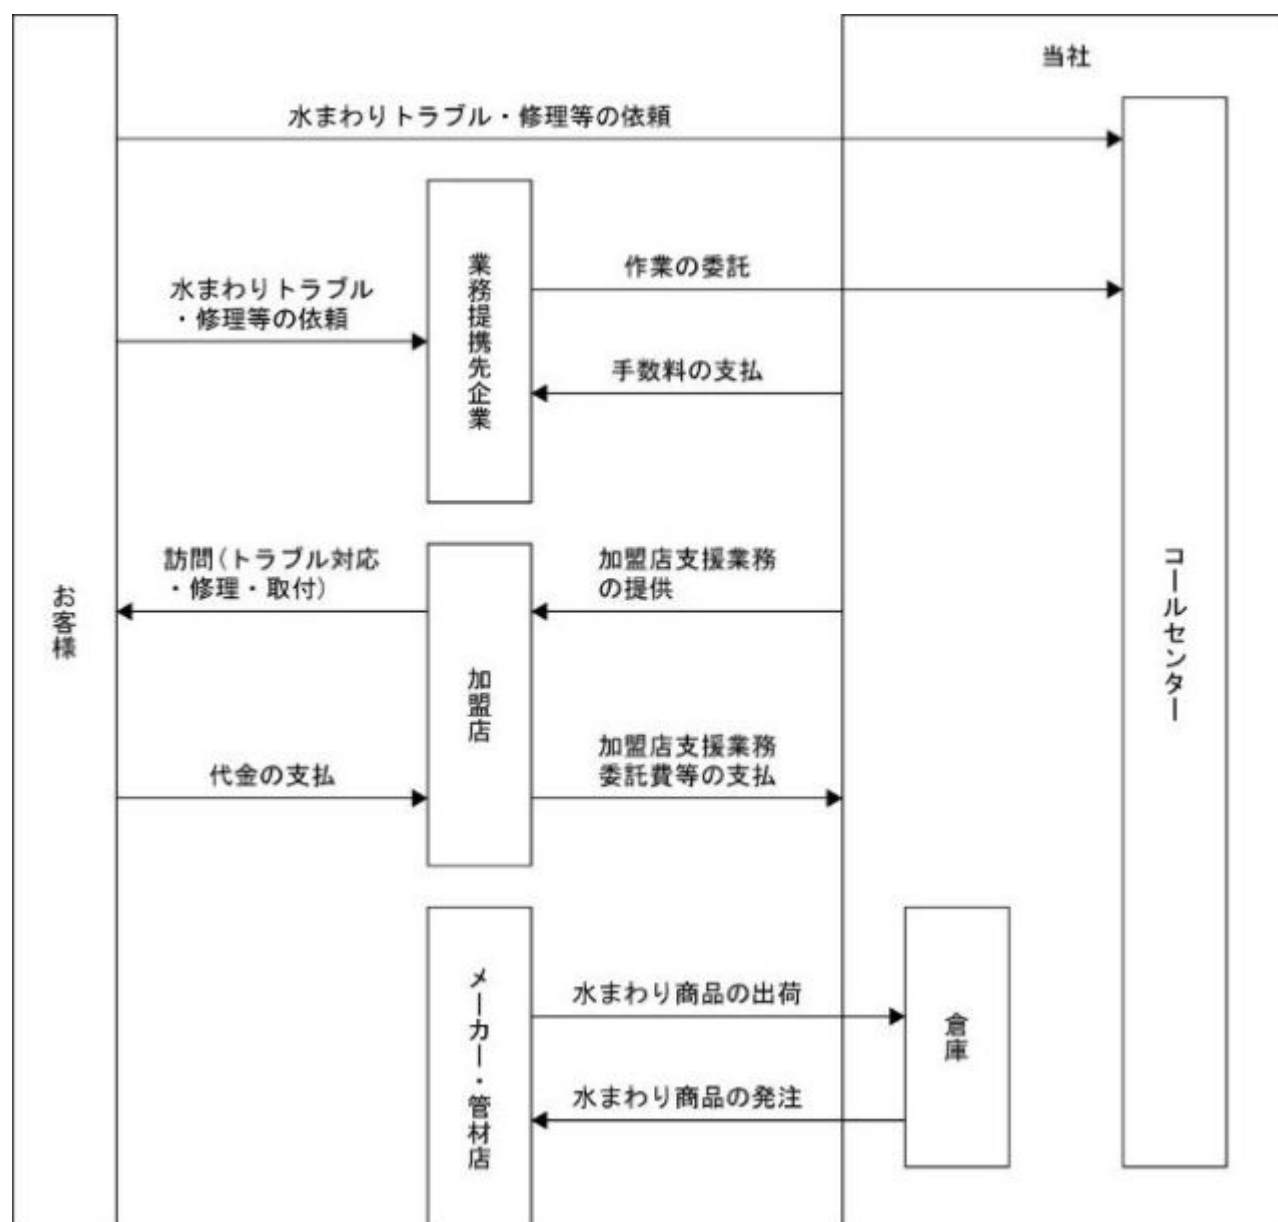 当社
水まわりトラブル・修理等の依頼
業務提携先企業
作業の委託
水まわりトラブル
・修理等の依頼
手数料の支払
訪問(トラブル対応
・修理・取付)
加盟店支援業務
の提供
コールセンター
お客様
加盟店
加盟店支援業務
委託費等の支払
代金の支払
メーカー・管材店
水まわり商品の出荷
倉庫
水まわり商品の発注